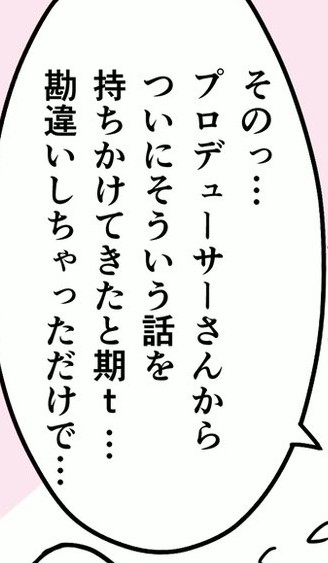 そのっ…
プロデューサーさんから
ついにそういう話を
持ちかけてきたと期t…
勘違いしちゃっただけで…